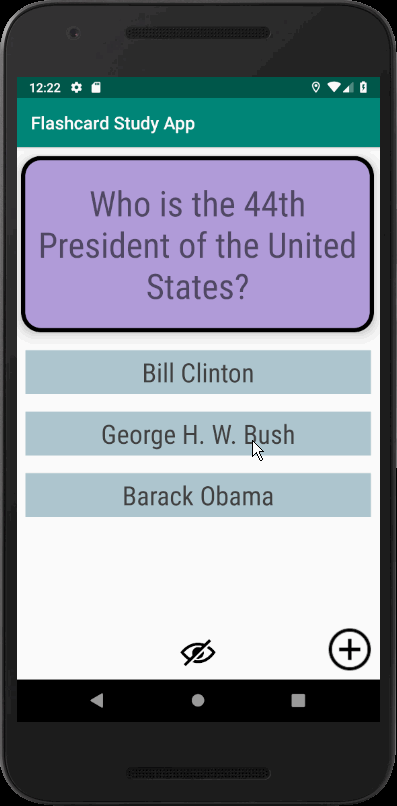 12:22
Flashcard Study App
Who is the 44th
President of the United
States?
Bill Clinton
George H. W. Bush
Barack Obama